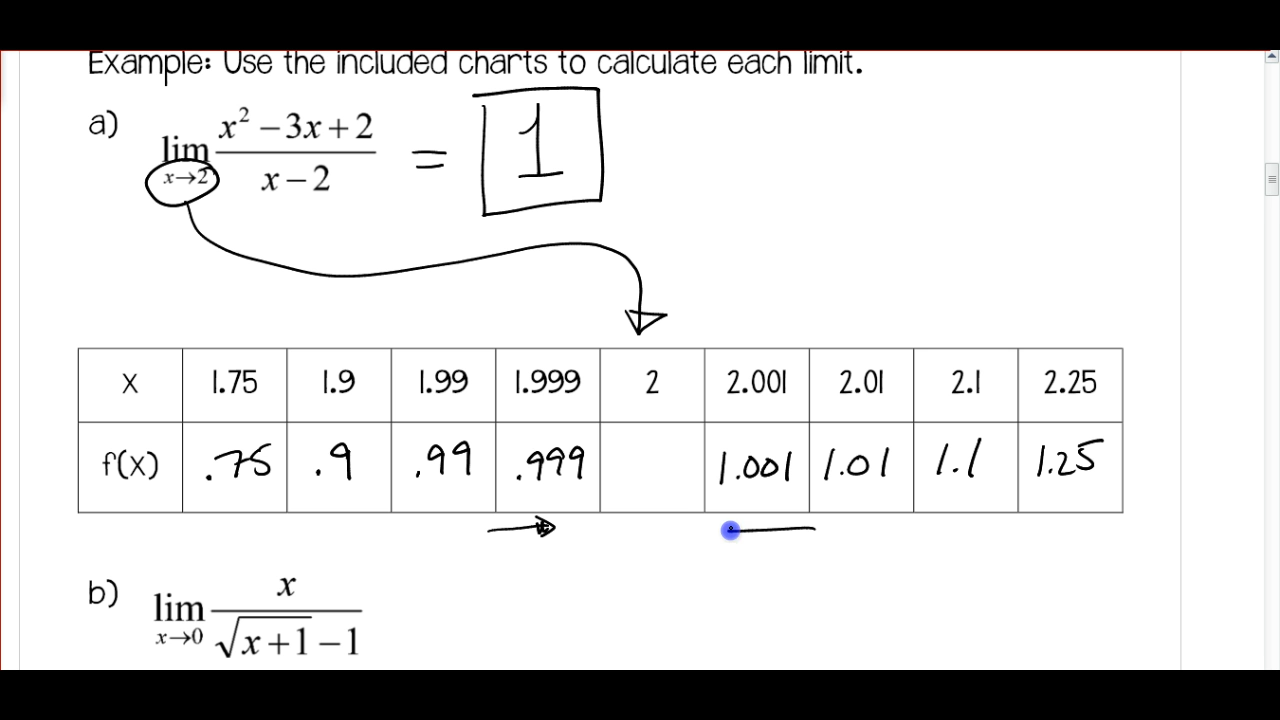 Example: Use the included charts to calculate each limit.
a) lim x→2 x² − 3x + 2 / x − 2 = 1
x 1.75 1.9 1.99 1.999 2 2.001 2.01 2.1 2.25
f(x) .75 .9 .99 .999 1.001 1.01 1.1 1.25
b) lim x→0 x / √x + 1 − 1